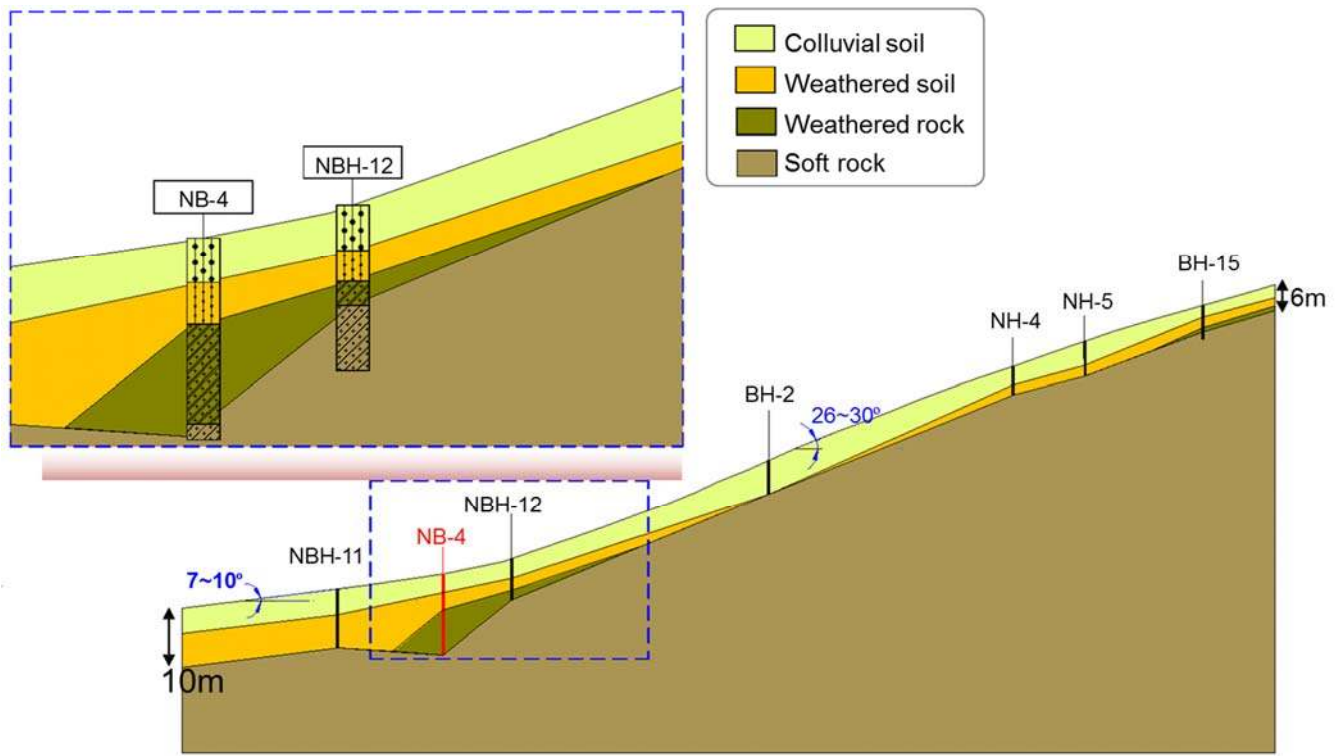 Colluvial soil
Weathered soil
Weathered rock
Soft rock
NBH-12
NB-4
BH-15
6m
NH-5
NH-4
BH-2
26~30º
NBH-12
NB-4
NBH-11
7~10º
10m